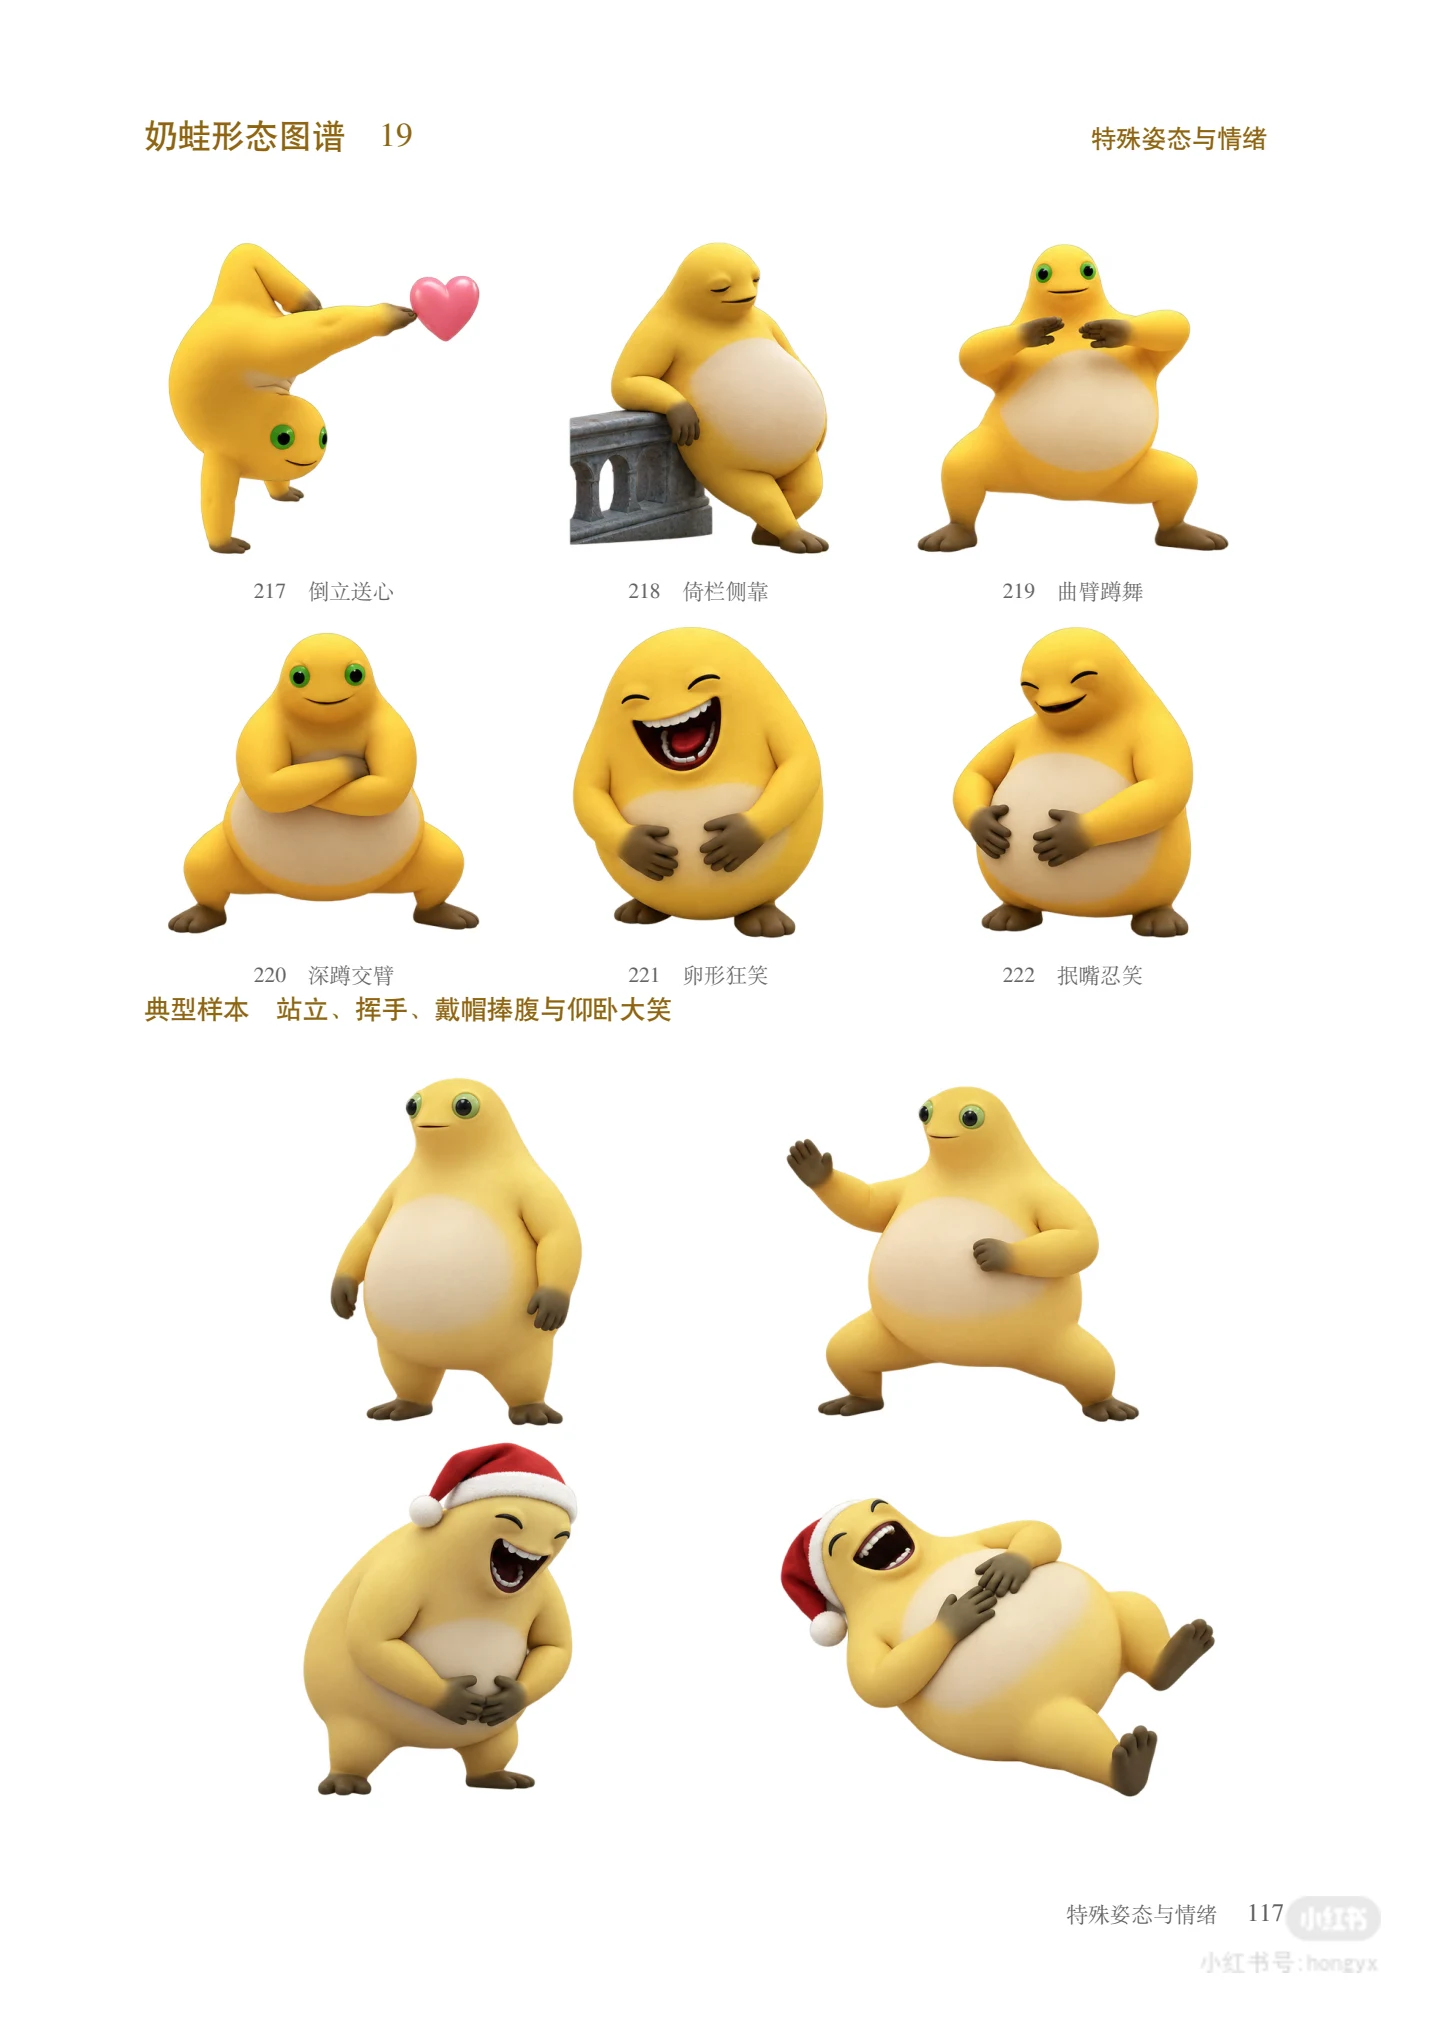 奶蛙形态图谱 19
特殊姿态与情绪
217 倒立送心
218 倚栏侧靠
219 曲臂蹲舞
220 深蹲交臂
221 卵形狂笑
222 抿嘴忍笑
典型样本 站立、挥手、戴帽捧腹与仰卧大笑
特殊姿态与情绪 117
小红书
小红书号:hongyx